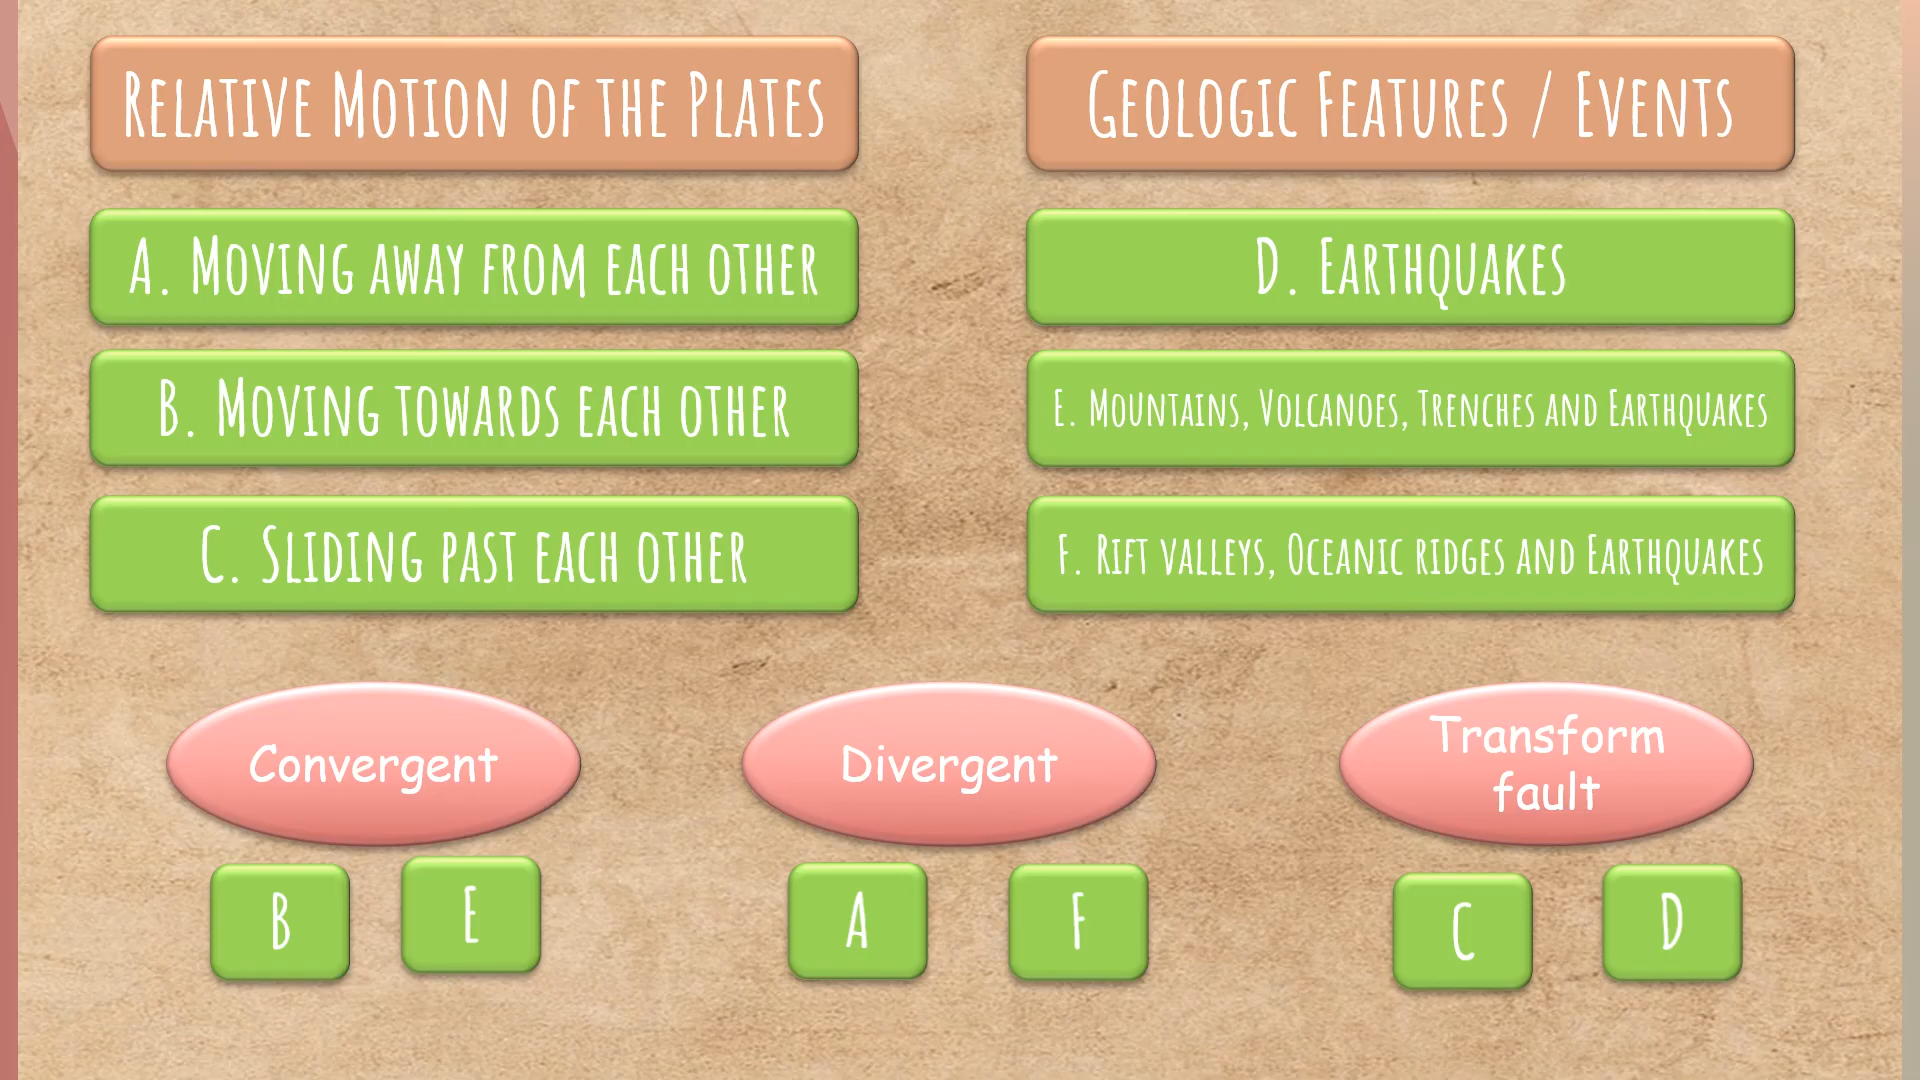 Relative Motion of the Plates
Geologic Features / Events
A. Moving away from each other
D. Earthquakes
B. Moving towards each other
E. Mountains, Volcanoes, Trenches and Earthquakes
C. Sliding past each other
F. Rift valleys, Oceanic ridges and Earthquakes
Convergent
Divergent
Transform
fault
B
E
A
F
C
D